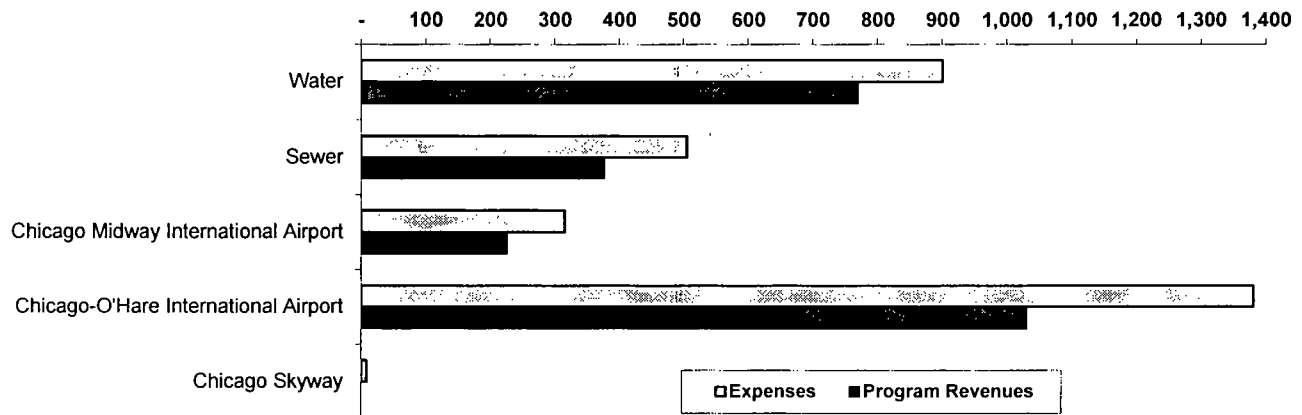 - 100 200 300 400 500 600 700 800 900 1,000 1,100 1,200 1,300 1,400
Water
Sewer
Chicago Midway International Airport
Chicago-O'Hare International Airport
Chicago Skyway
Expenses Program Revenues